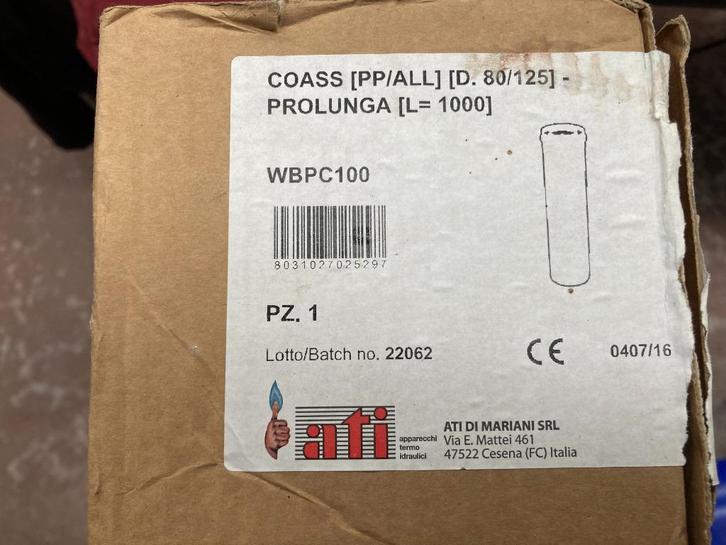 COASS [PP/ALL] [D. 80/125] -
PROLUNGA [L= 1000]
WBPC100
8031027025297
PZ. 1
Lotto/Batch no. 22062
CE 0407/16
ati
apparecchi
termo
idraulici
ATI DI MARIANI SRL
Via E. Mattei 461
47522 Cesena (FC) Italia